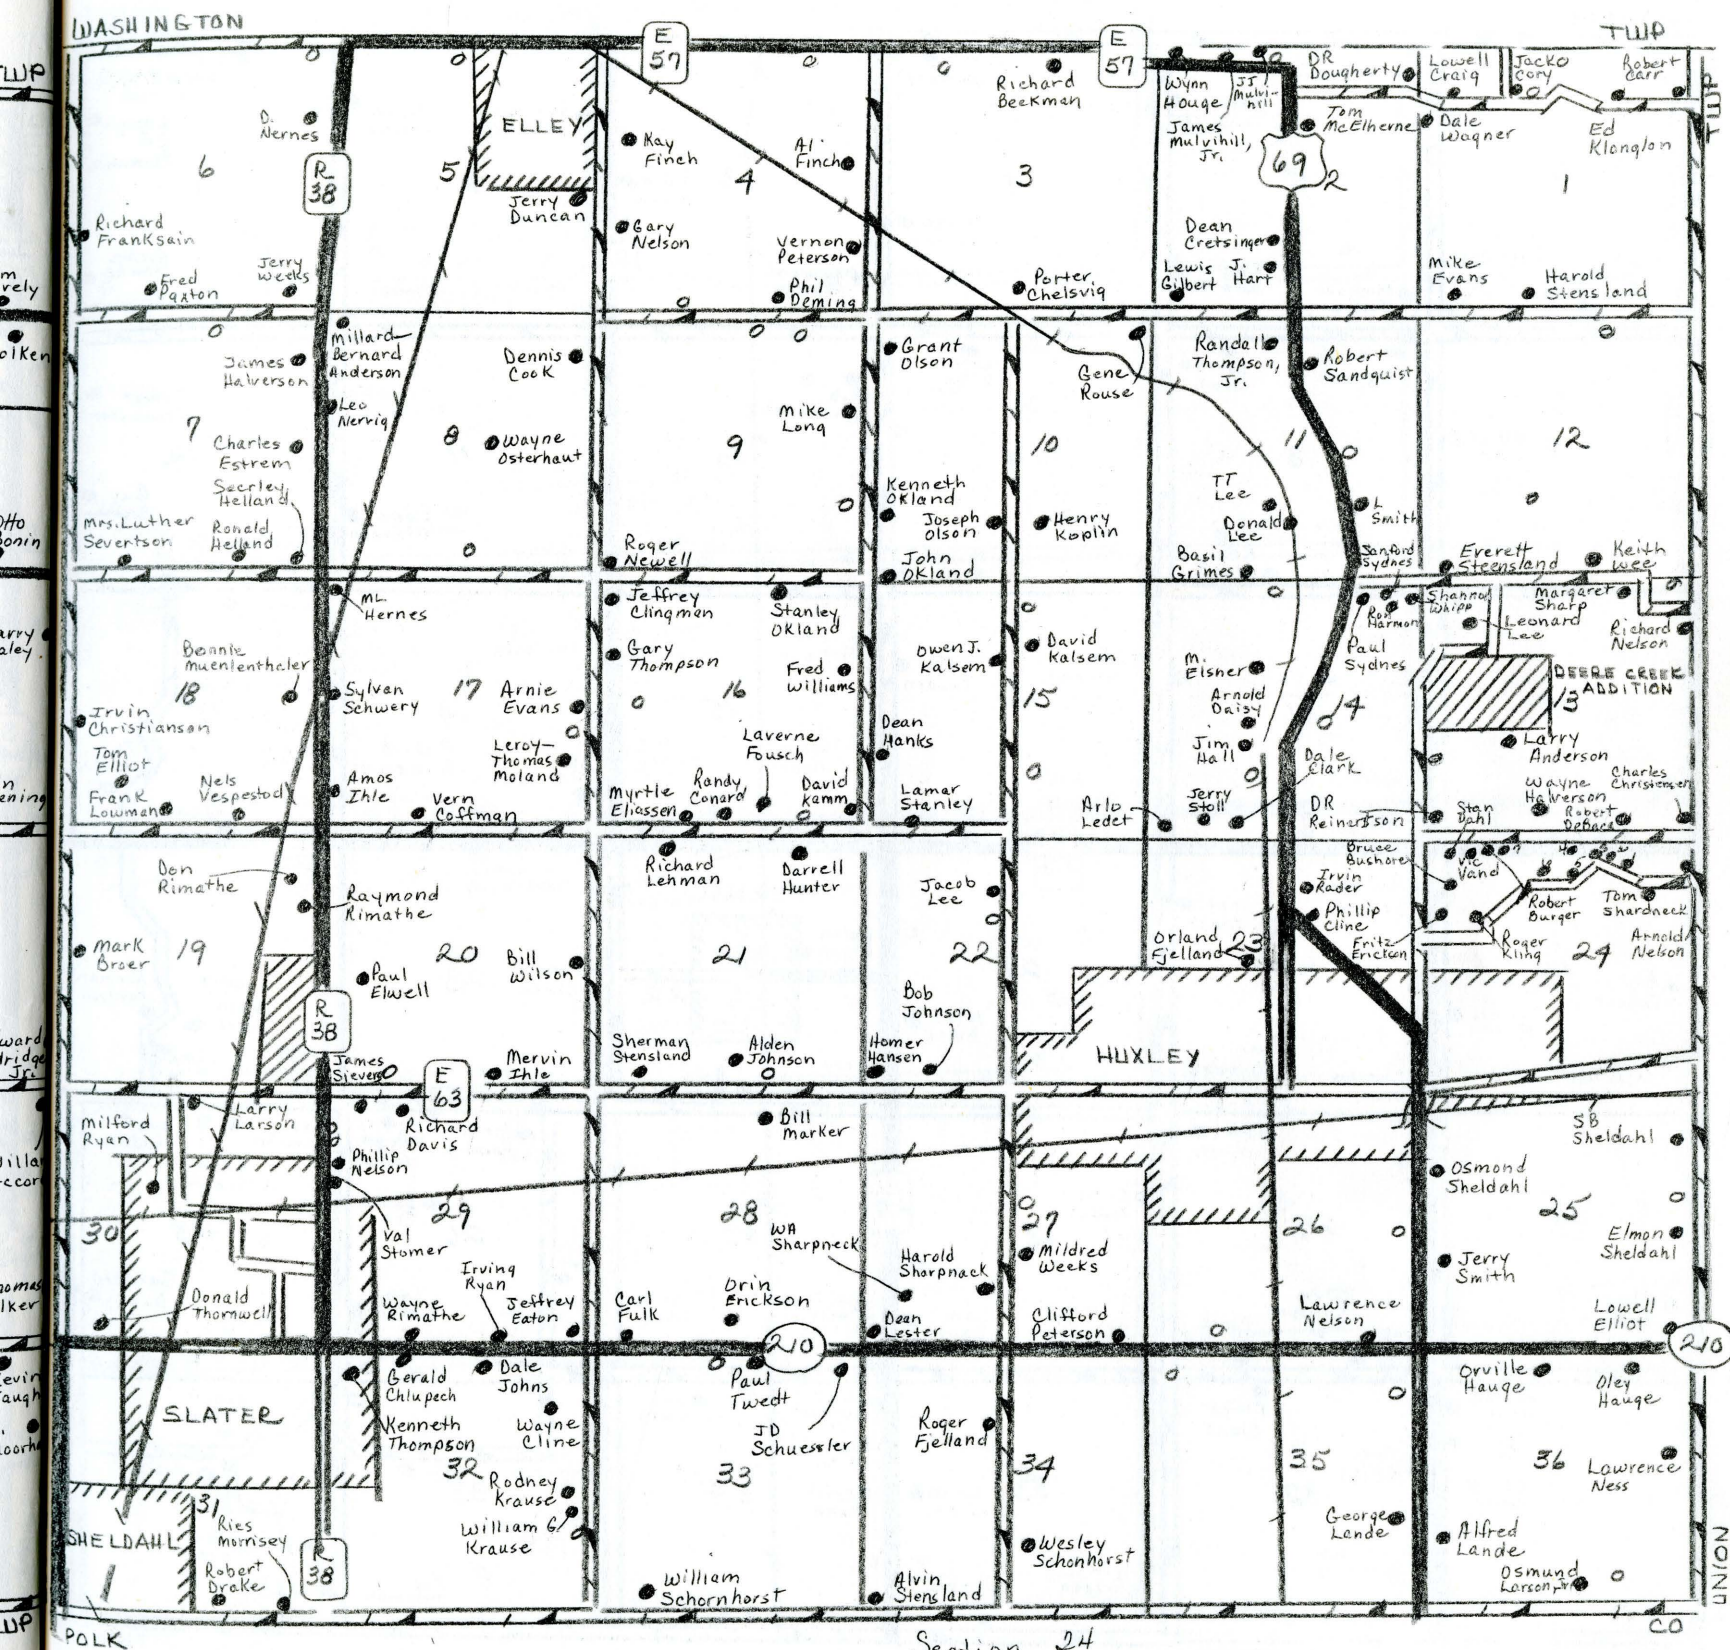 WASHINGTON
TWP
E
57
E
57
Richard
Beekman
Wynn
Houge
JJ
Mulvi-
hill
James
Mulvihill,
Jr.
DR
Dougherty
Lowell
Craig
Jacko
Cory
Robert
Carr
TWP
D.
Nernes
ELLEY
Kay
Finch
Al
Finch
Tom
McElherne
Dale
Wagner
Ed
Klonglon
6
R
38
5
4
3
69
2
1
Jerry
Duncan
Richard
Franksain
Gary
Nelson
Vernon
Peterson
Dean
Cretsinger
Fred
Paxton
Jerry
Weeks
Phil
Deming
Porter
Chelsvig
Lewis
Gilbert
J.
Hart
Mike
Evans
Harold
Stensland
James
Halverson
Millard
Bernard
Anderson
Dennis
Cook
Grant
Olson
Gene
Rouse
Randall
Thompson,
Jr.
Robert
Sandquist
Leo
Nervig
Mike
Long
7
8
9
10
11
12
Charles
Estrem
Wayne
Osterhaut
Seerley
Helland
Mrs. Luther
Severtson
Ronald
Helland
Kenneth
Okland
Joseph
Olson
Henry
Koplin
TT
Lee
Donald
Lee
L
Smith
Roger
Newell
John
Okland
Basil
Grimes
Sanford
Sydnes
Everett
Steensland
Keith
Wee
ML
Hernes
Jeffrey
Clingman
Stanley
Okland
Ron
Harmon
Shannon
Whipp
Leonard
Lee
Margaret
Sharp
Richard
Nelson
Bennie
Muenlenthaler
Gary
Thompson
Fred
Williams
Owen J.
Kalsem
David
Kalsem
M.
Elsner
Paul
Sydnes
DEERE CREEK
ADDITION
18
Sylvan
Schwery
17
Arnie
Evans
16
15
14
13
Irvin
Christianson
Arnold
Daisy
Tom
Elliot
Leroy-
Thomas
Moland
Laverne
Fousch
Dean
Hanks
Jim
Hall
Dale
Clark
Larry
Anderson
Frank
Lowman
Nels
Vespestod
Amos
Ihle
Vern
Coffman
Myrtle
Eliassen
Randy
Conard
David
Kamm
Lamar
Stanley
Arlo
Ledet
Jerry
Stoll
DR
Reinertson
Stan
Dahl
Wayne
Halverson
Robert
DeBack
Charles
Christensen
Don
Rimathe
Raymond
Rimathe
Richard
Lehman
Darrell
Hunter
Jacob
Lee
Bruce
Bushore
Vic
Vand
Irvin
Rader
Phillip
Cline
Robert
Burger
Tom
Shardneck
Mark
Broer
19
20
Paul
Elwell
Bill
Wilson
21
22
Orland
Fjelland
23
Fritz
Erickson
Roger
Kling
24
Arnold
Nelson
R
38
Bob
Johnson
James
Sievers
E
63
Mervin
Ihle
Sherman
Stensland
Alden
Johnson
Homer
Hansen
HUXLEY
Milford
Ryan
Larry
Larson
Richard
Davis
Bill
Marker
SB
Sheldahl
Phillip
Nelson
Osmond
Sheldahl
30
29
28
27
26
25
Val
Stomer
WA
Sharpneck
Harold
Sharpnack
Mildred
Weeks
Jerry
Smith
Elmon
Sheldahl
Donald
Thornwell
Wayne
Rimathe
Irving
Ryan
Jeffrey
Eaton
Carl
Fulk
Orin
Erickson
Dean
Lester
Clifford
Peterson
Lawrence
Nelson
Lowell
Elliot
210
210
Gerald
Chlupech
Dale
Johns
Paul
Twedt
Orville
Hauge
Oley
Hauge
SLATER
Kenneth
Thompson
Wayne
Cline
JD
Schuessler
Roger
Fjelland
31
32
33
34
35
36
Rodney
Krause
Lawrence
Ness
SHELDAHL
Ries
Morrisey
William G
Krause
Wesley
Schonhorst
George
Lande
Alfred
Lande
Robert
Drake
R
38
William
Schornhorst
Alvin
Stensland
Osmund
Larson, Jr.
UNION
POLK
CO
Section 24